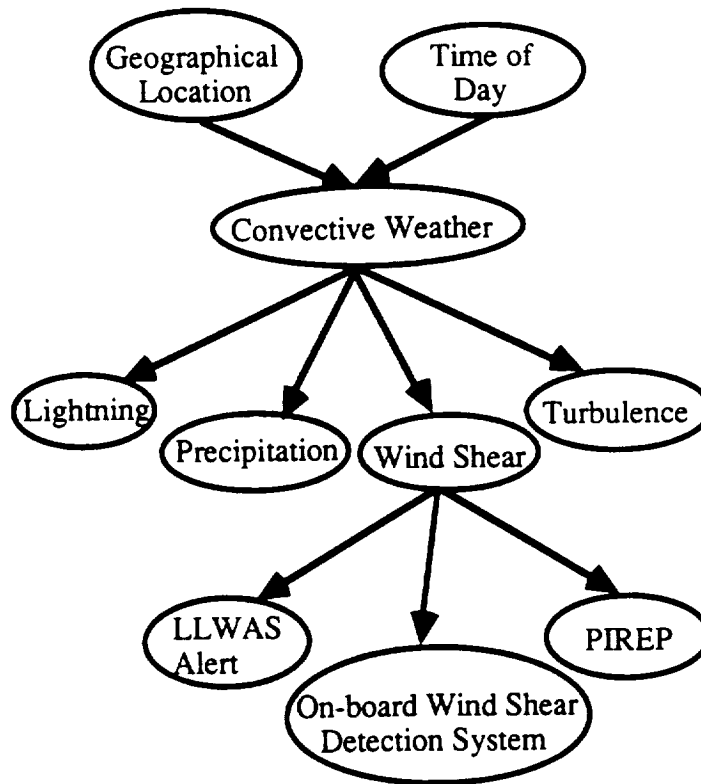 Geographical
Location
Time of
Day
Convective Weather
Lightning
Precipitation
Wind Shear
Turbulence
LLWAS
Alert
On-board Wind Shear
Detection System
PIREP